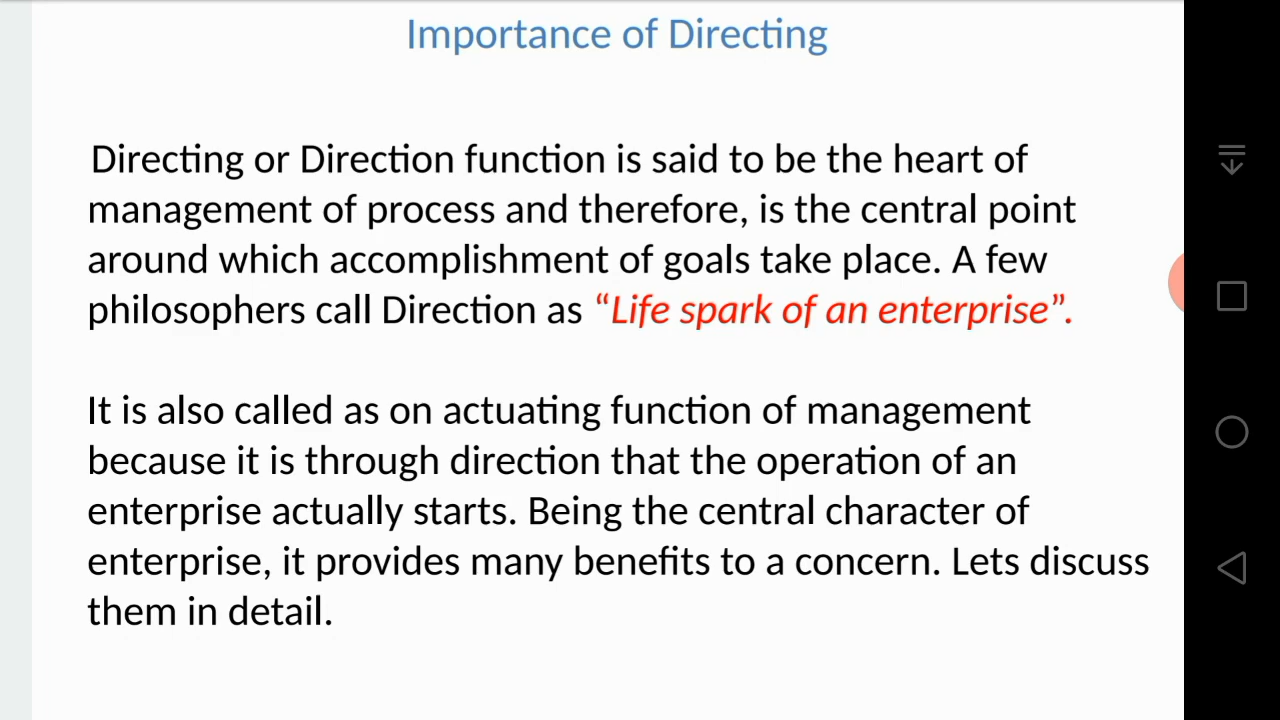 Importance of Directing
Directing or Direction function is said to be the heart of
management of process and therefore, is the central point
around which accomplishment of goals take place. A few
philosophers call Direction as “Life spark of an enterprise”.
It is also called as on actuating function of management
because it is through direction that the operation of an
enterprise actually starts. Being the central character of
enterprise, it provides many benefits to a concern. Lets discuss
them in detail.